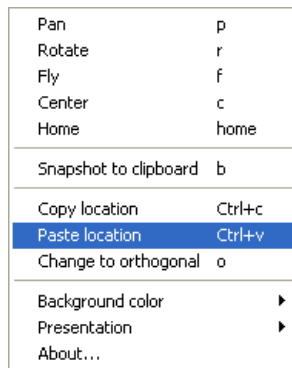 Pan p
Rotate r
Fly f
Center c
Home home
Snapshot to clipboard b
Copy location Ctrl+c
Paste location Ctrl+v
Change to orthogonal o
Background color
Presentation
About...